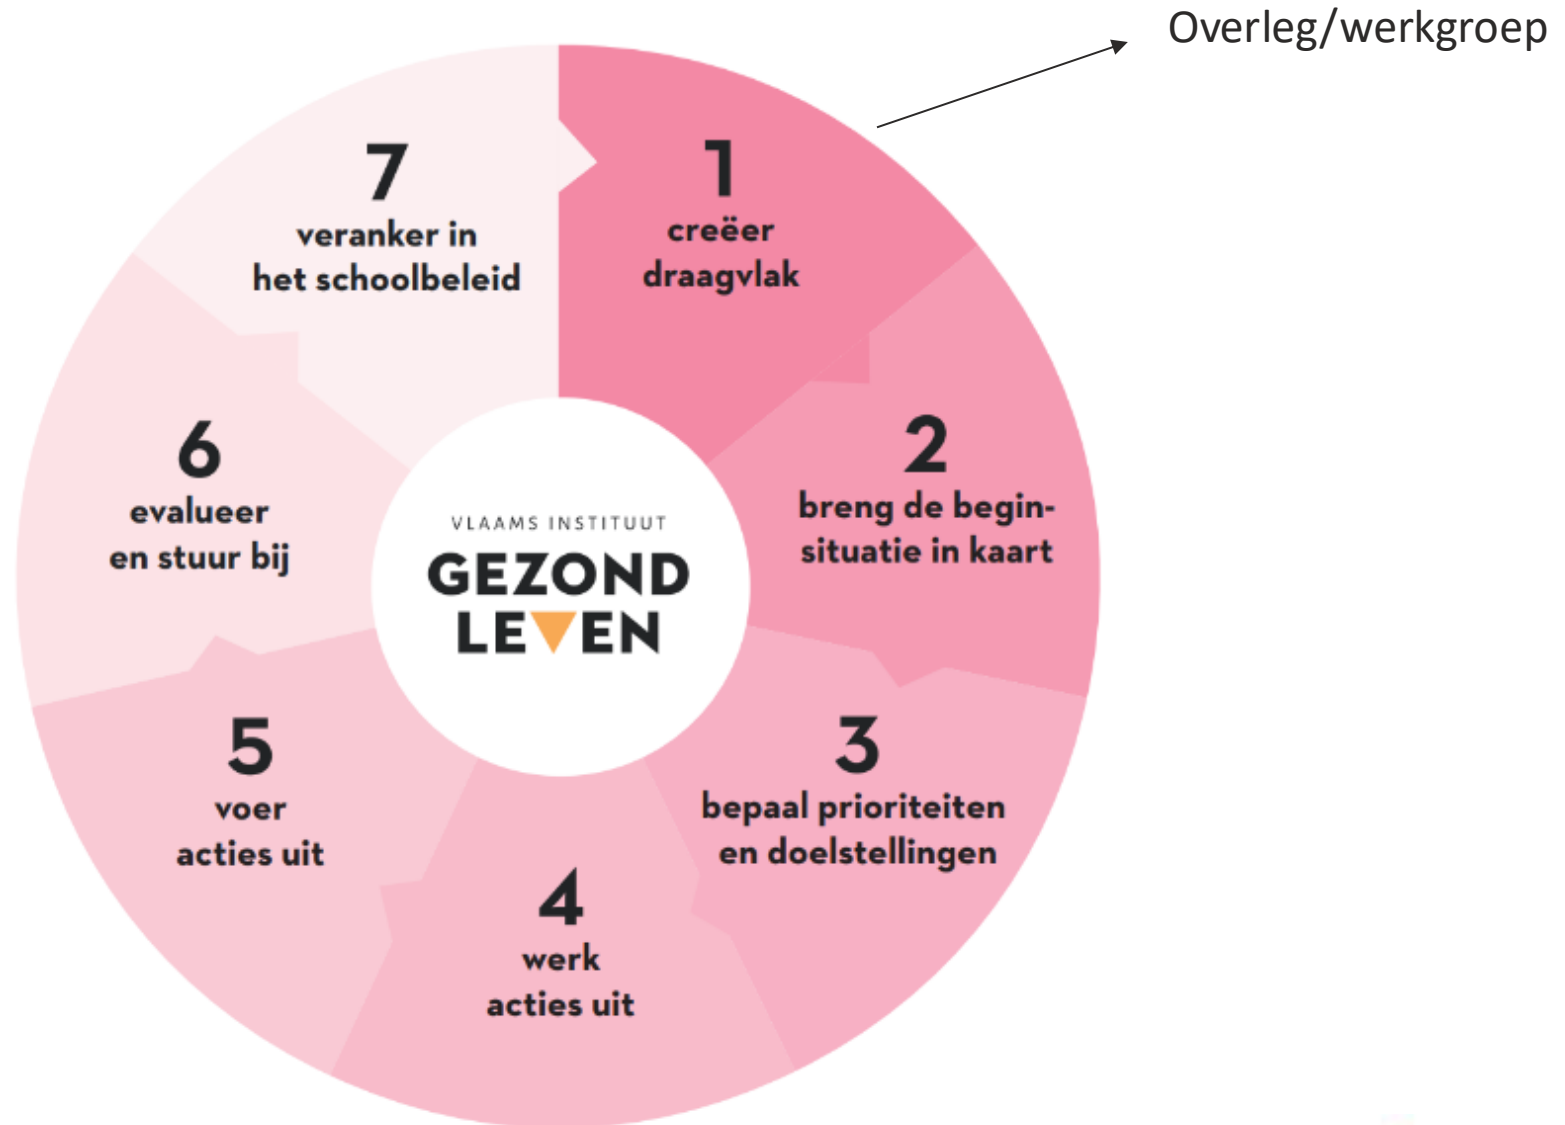 Overleg/werkgroep
1
creëer
draagvlak
2
breng de begin-
situatie in kaart
3
bepaal prioriteiten
en doelstellingen
4
werk
acties uit
5
voer
acties uit
6
evalueer
en stuur bij
7
veranker in
het schoolbeleid
VLAAMS INSTITUUT
GEZOND
LEVEN